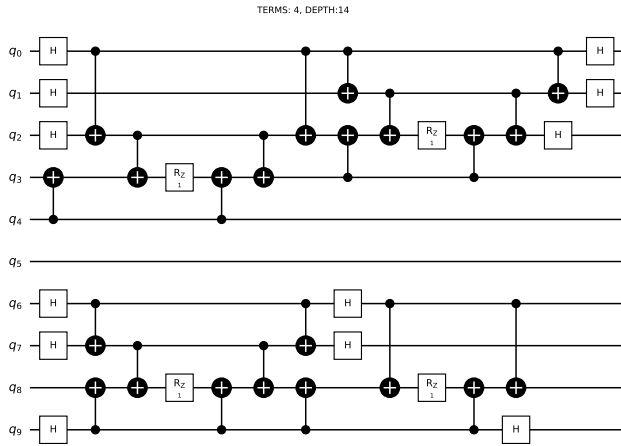 TERMS: 4, DEPTH:14
q0 H H
q1 H H
q2 H RZ 1 H
q3 RZ 1
q4
q5
q6 H H
q7 H H
q8 RZ 1 RZ 1
q9 H H